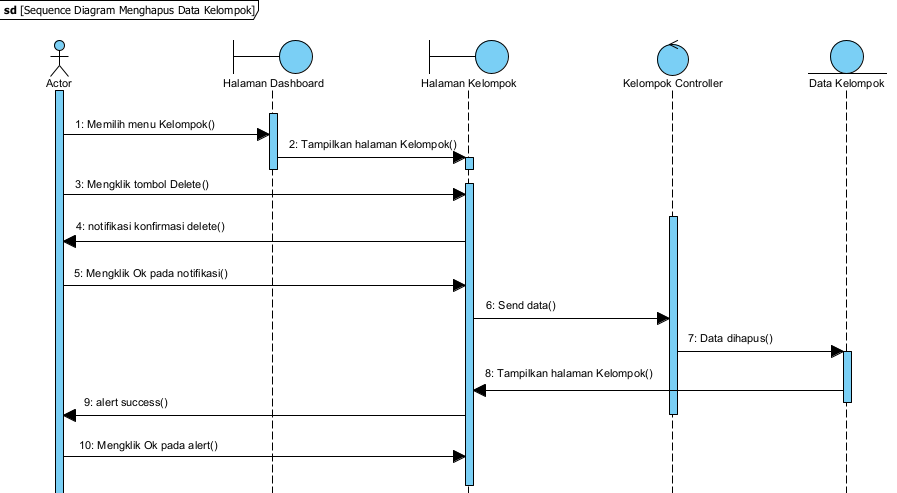 sd [Sequence Diagram Menghapus Data Kelompok]
Actor
Halaman Dashboard
Halaman Kelompok
Kelompok Controller
Data Kelompok
1: Memilih menu Kelompok()
2: Tampilkan halaman Kelompok()
3: Mengklik tombol Delete()
4: notifikasi konfirmasi delete()
5: Mengklik Ok pada notifikasi()
6: Send data()
7: Data dihapus()
8: Tampilkan halaman Kelompok()
9: alert success()
10: Mengklik Ok pada alert()